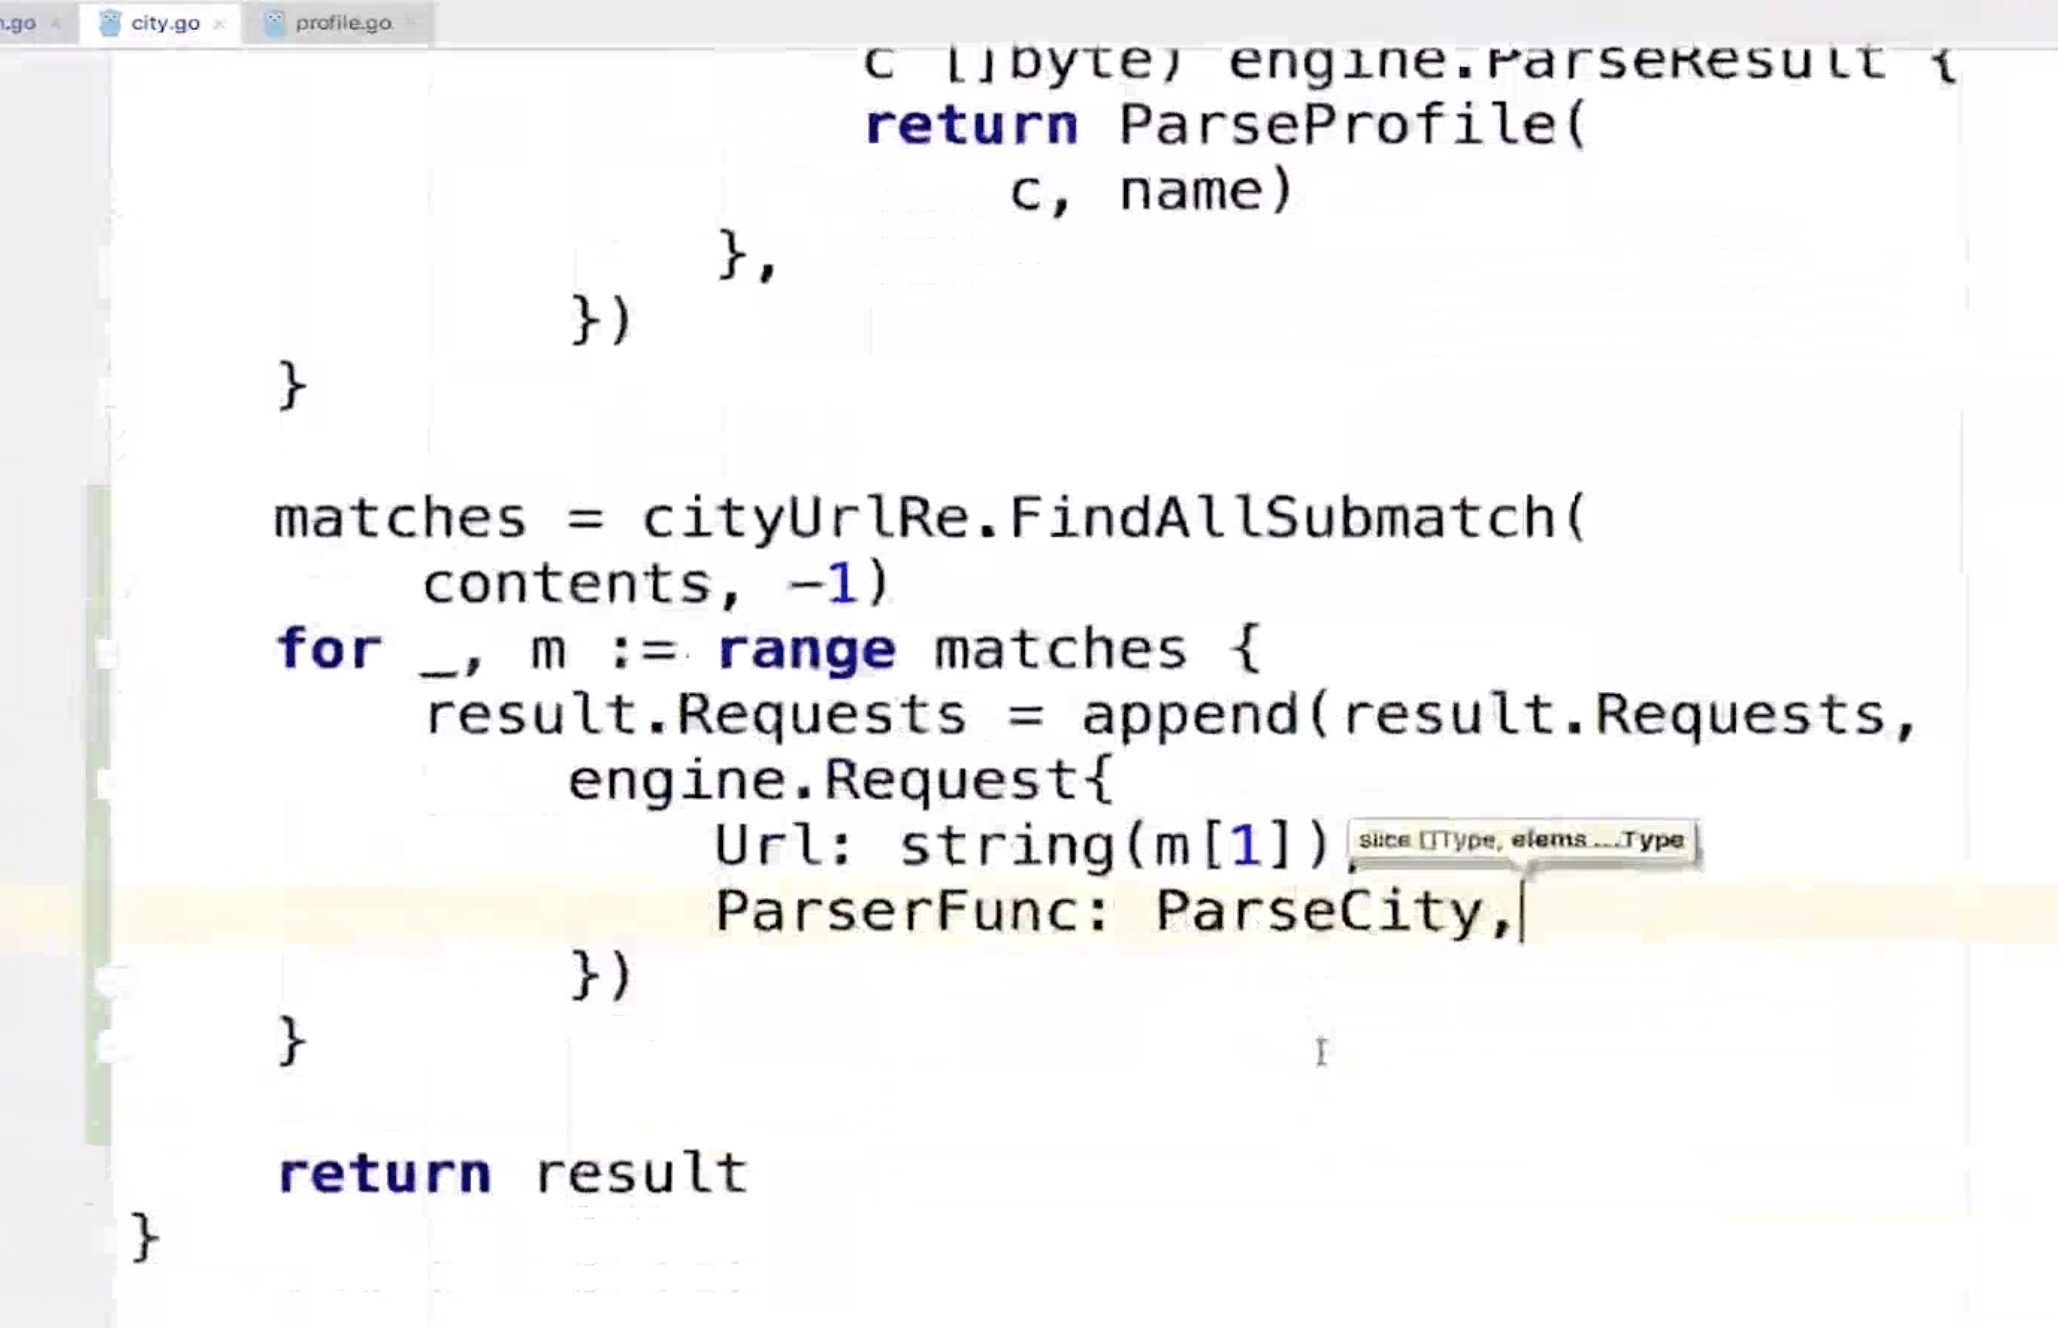 .go
city.go
profile.go
c []byte) engine.ParseResult {
return ParseProfile(
c, name)
},
})
}
matches = cityUrlRe.FindAllSubmatch(
contents, -1)
for _, m := range matches {
result.Requests = append(result.Requests,
engine.Request{
Url: string(m[1]),
slice []Type, elems ...Type
ParserFunc: ParseCity,
})
}
return result
}